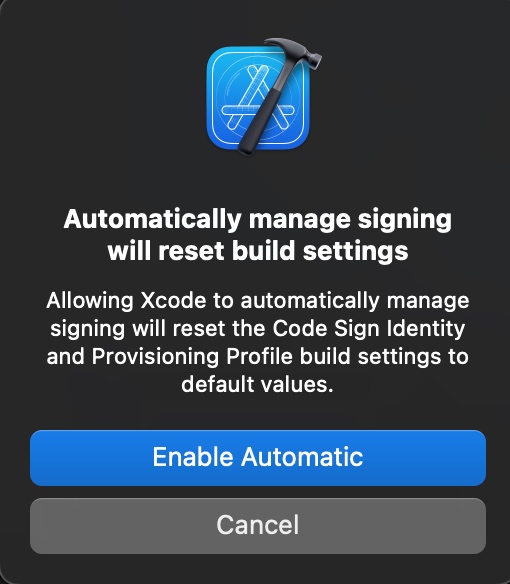 Automatically manage signing
will reset build settings
Allowing Xcode to automatically manage
signing will reset the Code Sign Identity
and Provisioning Profile build settings to
default values.
Enable Automatic
Cancel